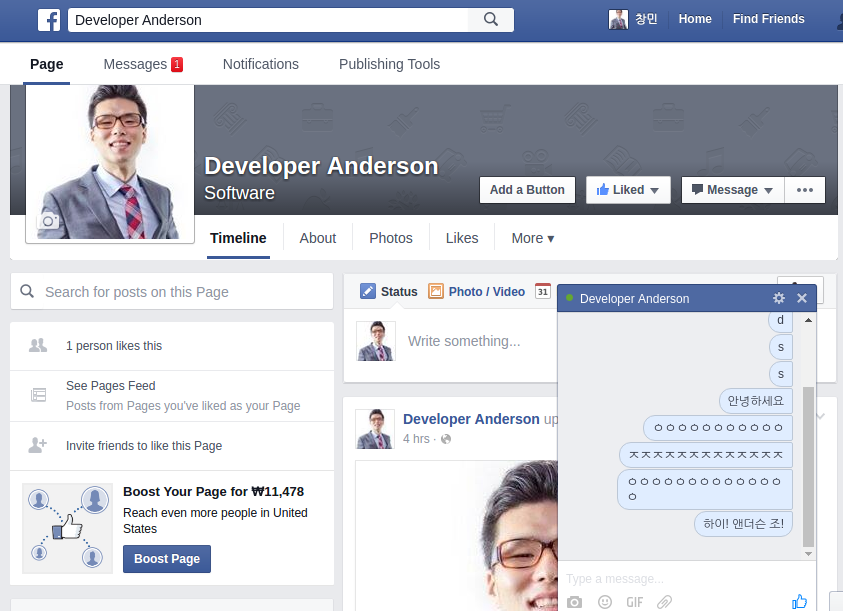 Developer Anderson
창민
Home
Find Friends
Page
Messages 1
Notifications
Publishing Tools
Developer Anderson
Software
Add a Button
Liked
Message
Timeline
About
Photos
Likes
More
Search for posts on this Page
1 person likes this
See Pages Feed
Posts from Pages you've liked as your Page
Invite friends to like this Page
Boost Your Page for ₩11,478
Reach even more people in United
States
Boost Page
Status
Photo / Video
31
Write something...
Developer Anderson up
4 hrs ·
Developer Anderson
d
s
s
안녕하세요
ㅇㅇㅇㅇㅇㅇㅇㅇㅇㅇㅇ
ㅈㅈㅈㅈㅈㅈㅈㅈㅈㅈㅈㅈㅈ
ㅇㅇㅇㅇㅇㅇㅇㅇㅇㅇㅇㅇㅇ
ㅇ
하이! 앤더슨 조!
Type a message...
GIF